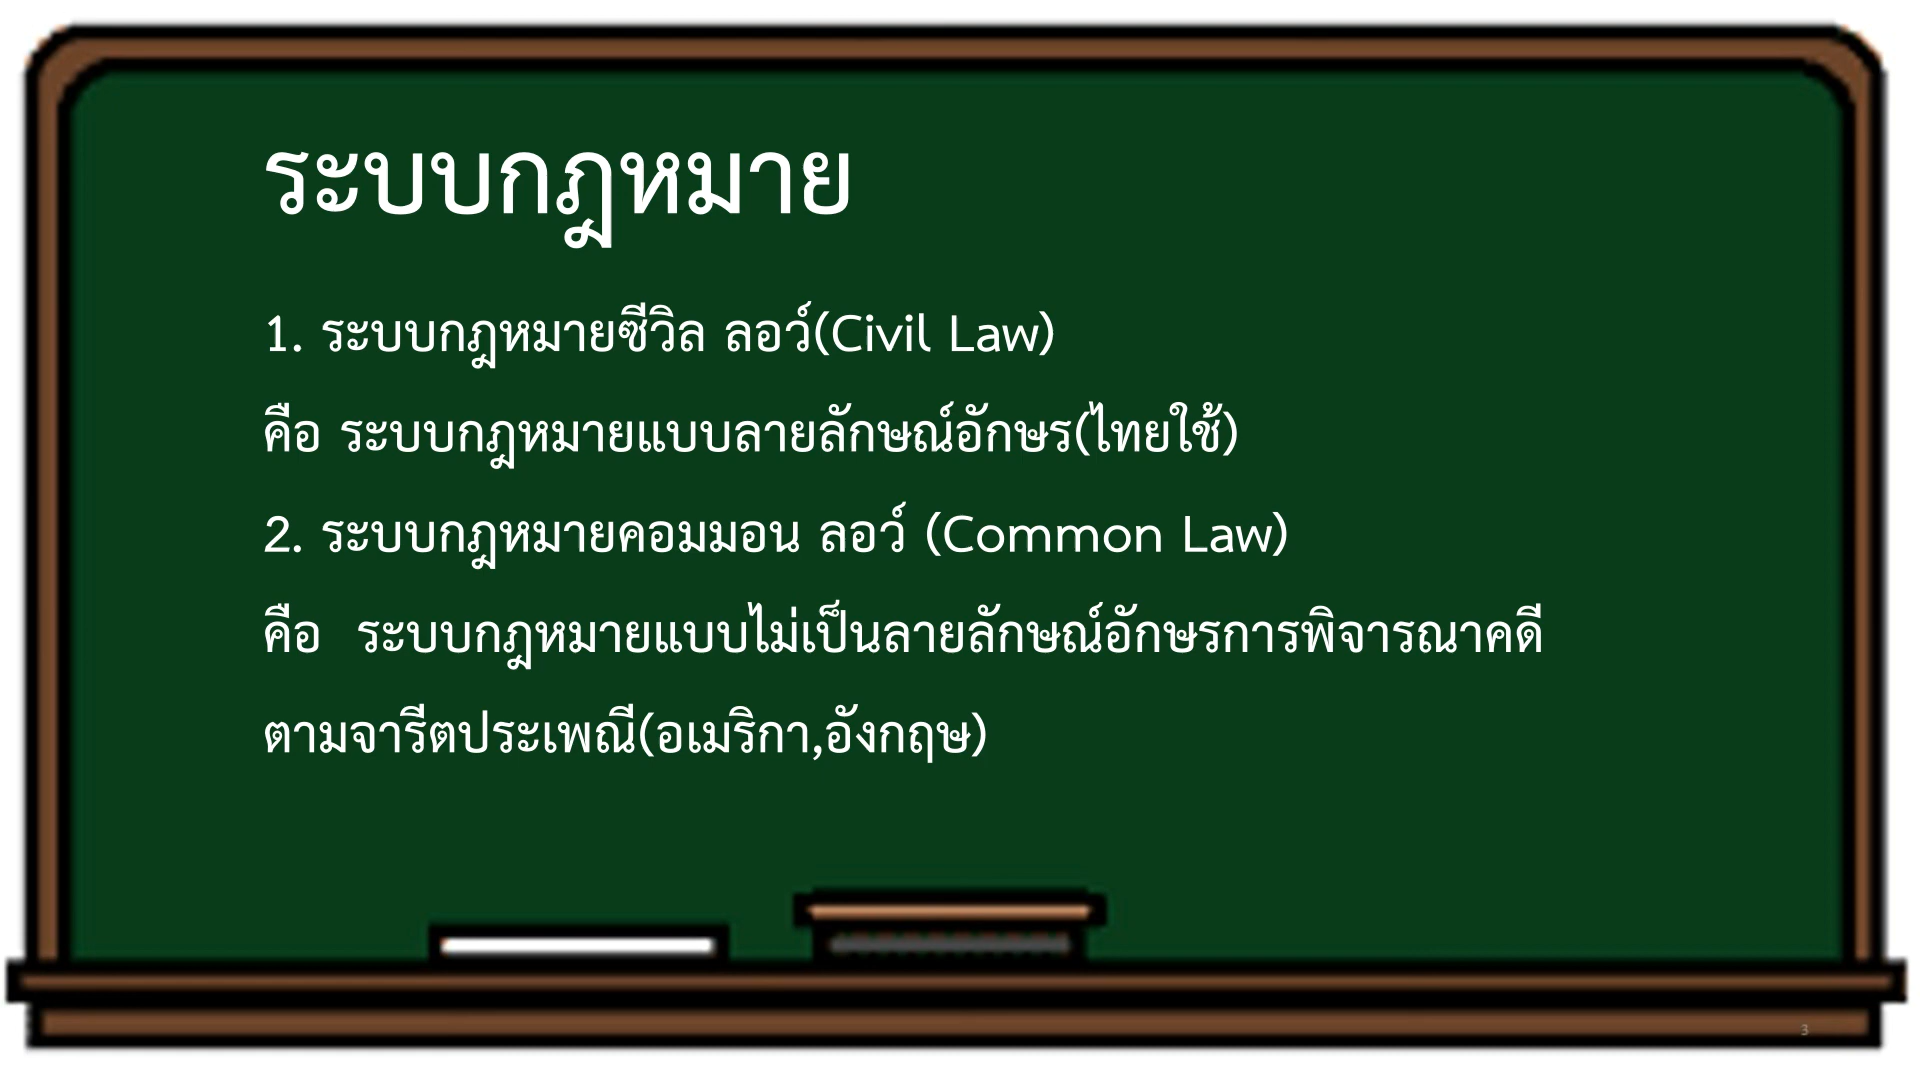 ระบบกฎหมาย
1. ระบบกฎหมายซีวิล ลอว์(Civil Law)
คือ ระบบกฎหมายแบบลายลักษณ์อักษร(ไทยใช้)
2. ระบบกฎหมายคอมมอน ลอว์ (Common Law)
คือ  ระบบกฎหมายแบบไม่เป็นลายลักษณ์อักษรการพิจารณาคดี
ตามจารีตประเพณี(อเมริกา,อังกฤษ)
3